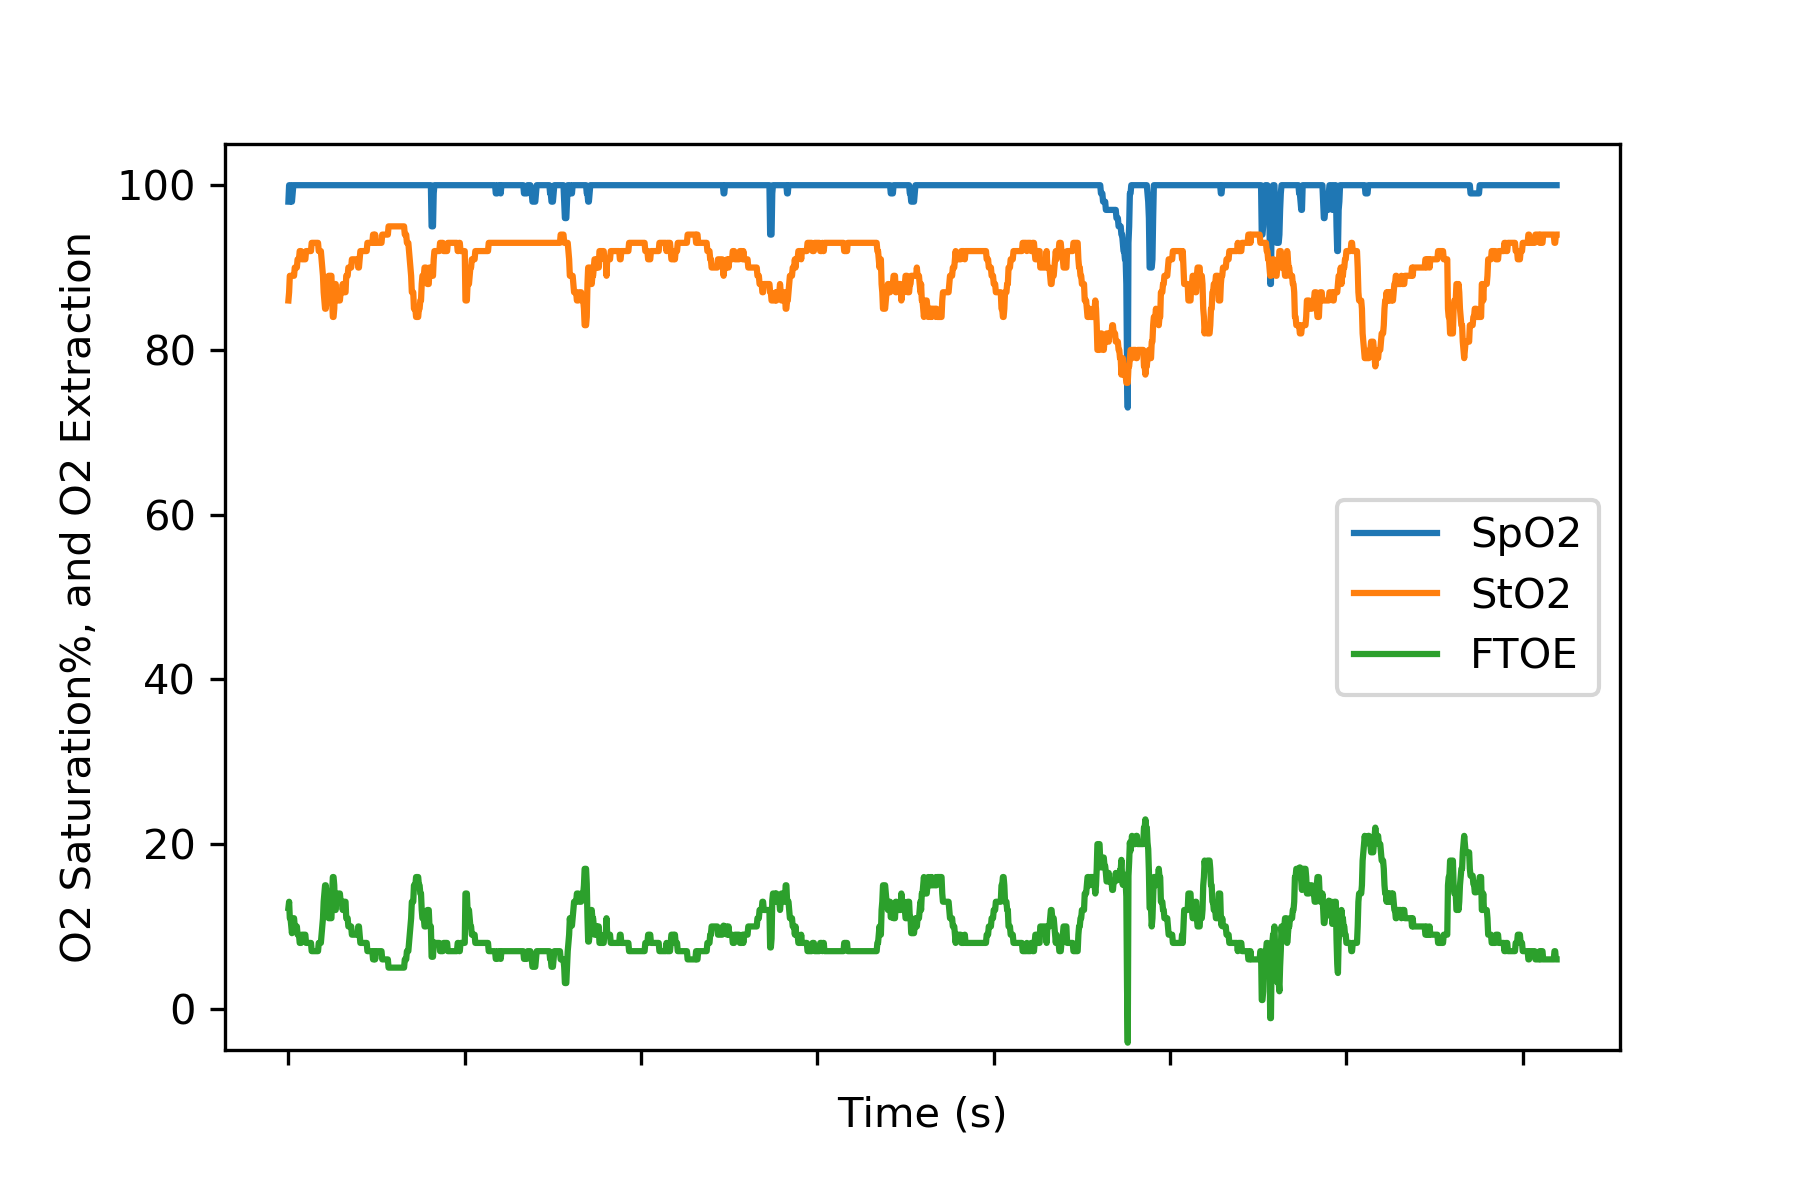 100
80
60
40
20
0
O2 Saturation%, and O2 Extraction
SpO2
StO2
FTOE
Time (s)